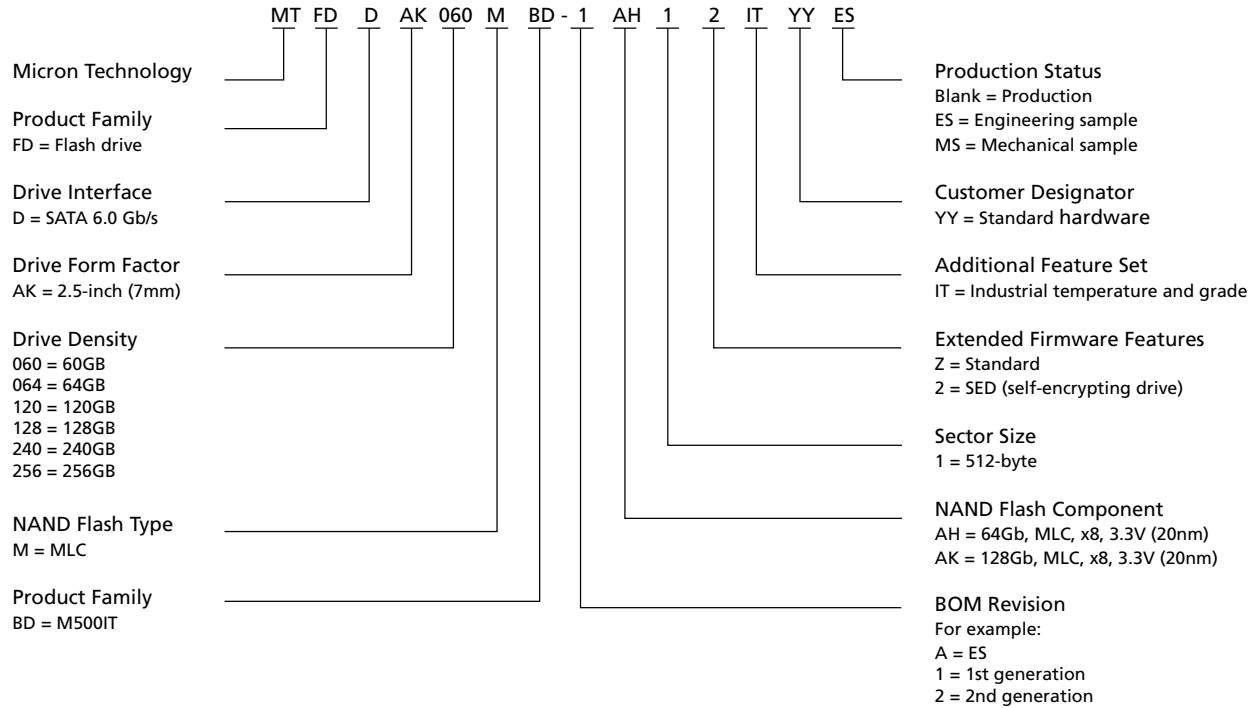 MT FD D AK 060 M BD - 1 AH 1 2 IT YY ES
Micron Technology
Product Family
FD = Flash drive
Drive Interface
D = SATA 6.0 Gb/s
Drive Form Factor
AK = 2.5-inch (7mm)
Drive Density
060 = 60GB
064 = 64GB
120 = 120GB
128 = 128GB
240 = 240GB
256 = 256GB
NAND Flash Type
M = MLC
Product Family
BD = M500IT
Production Status
Blank = Production
ES = Engineering sample
MS = Mechanical sample
Customer Designator
YY = Standard hardware
Additional Feature Set
IT = Industrial temperature and grade
Extended Firmware Features
Z = Standard
2 = SED (self-encrypting drive)
Sector Size
1 = 512-byte
NAND Flash Component
AH = 64Gb, MLC, x8, 3.3V (20nm)
AK = 128Gb, MLC, x8, 3.3V (20nm)
BOM Revision
For example:
A = ES
1 = 1st generation
2 = 2nd generation